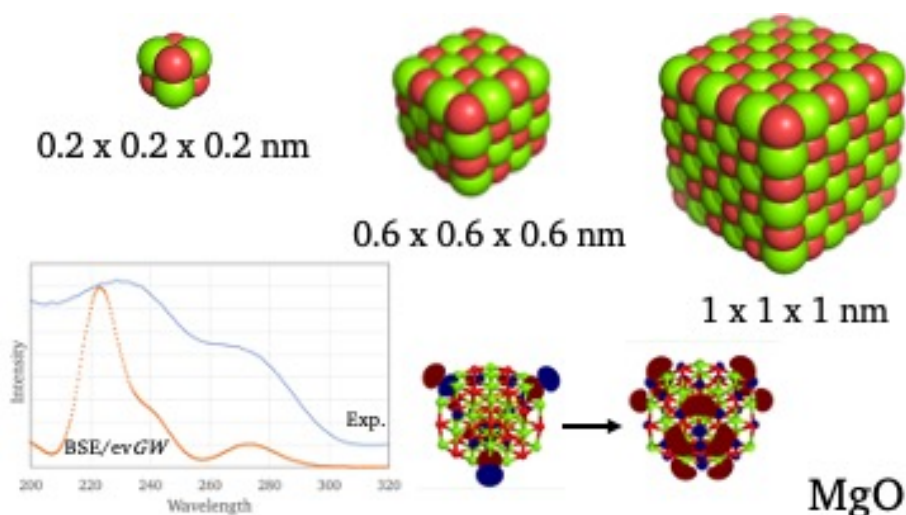 0.2 x 0.2 x 0.2 nm
0.6 x 0.6 x 0.6 nm
1 x 1 x 1 nm
Intensity
Exp.
BSE/evGW
200 220 240 260 280 300 320
Wavelength
MgO